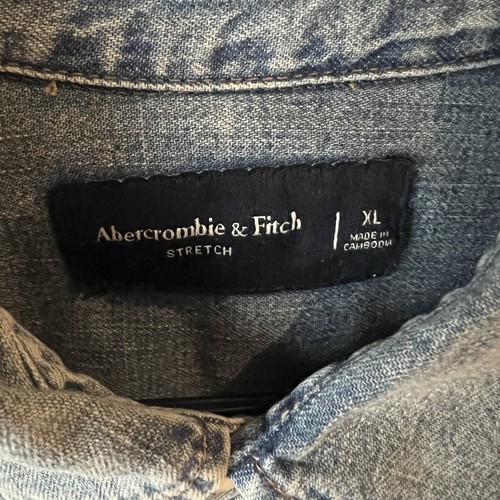 Abercrombie & Fitch
STRETCH
XL
MADE IN
CAMBODIA